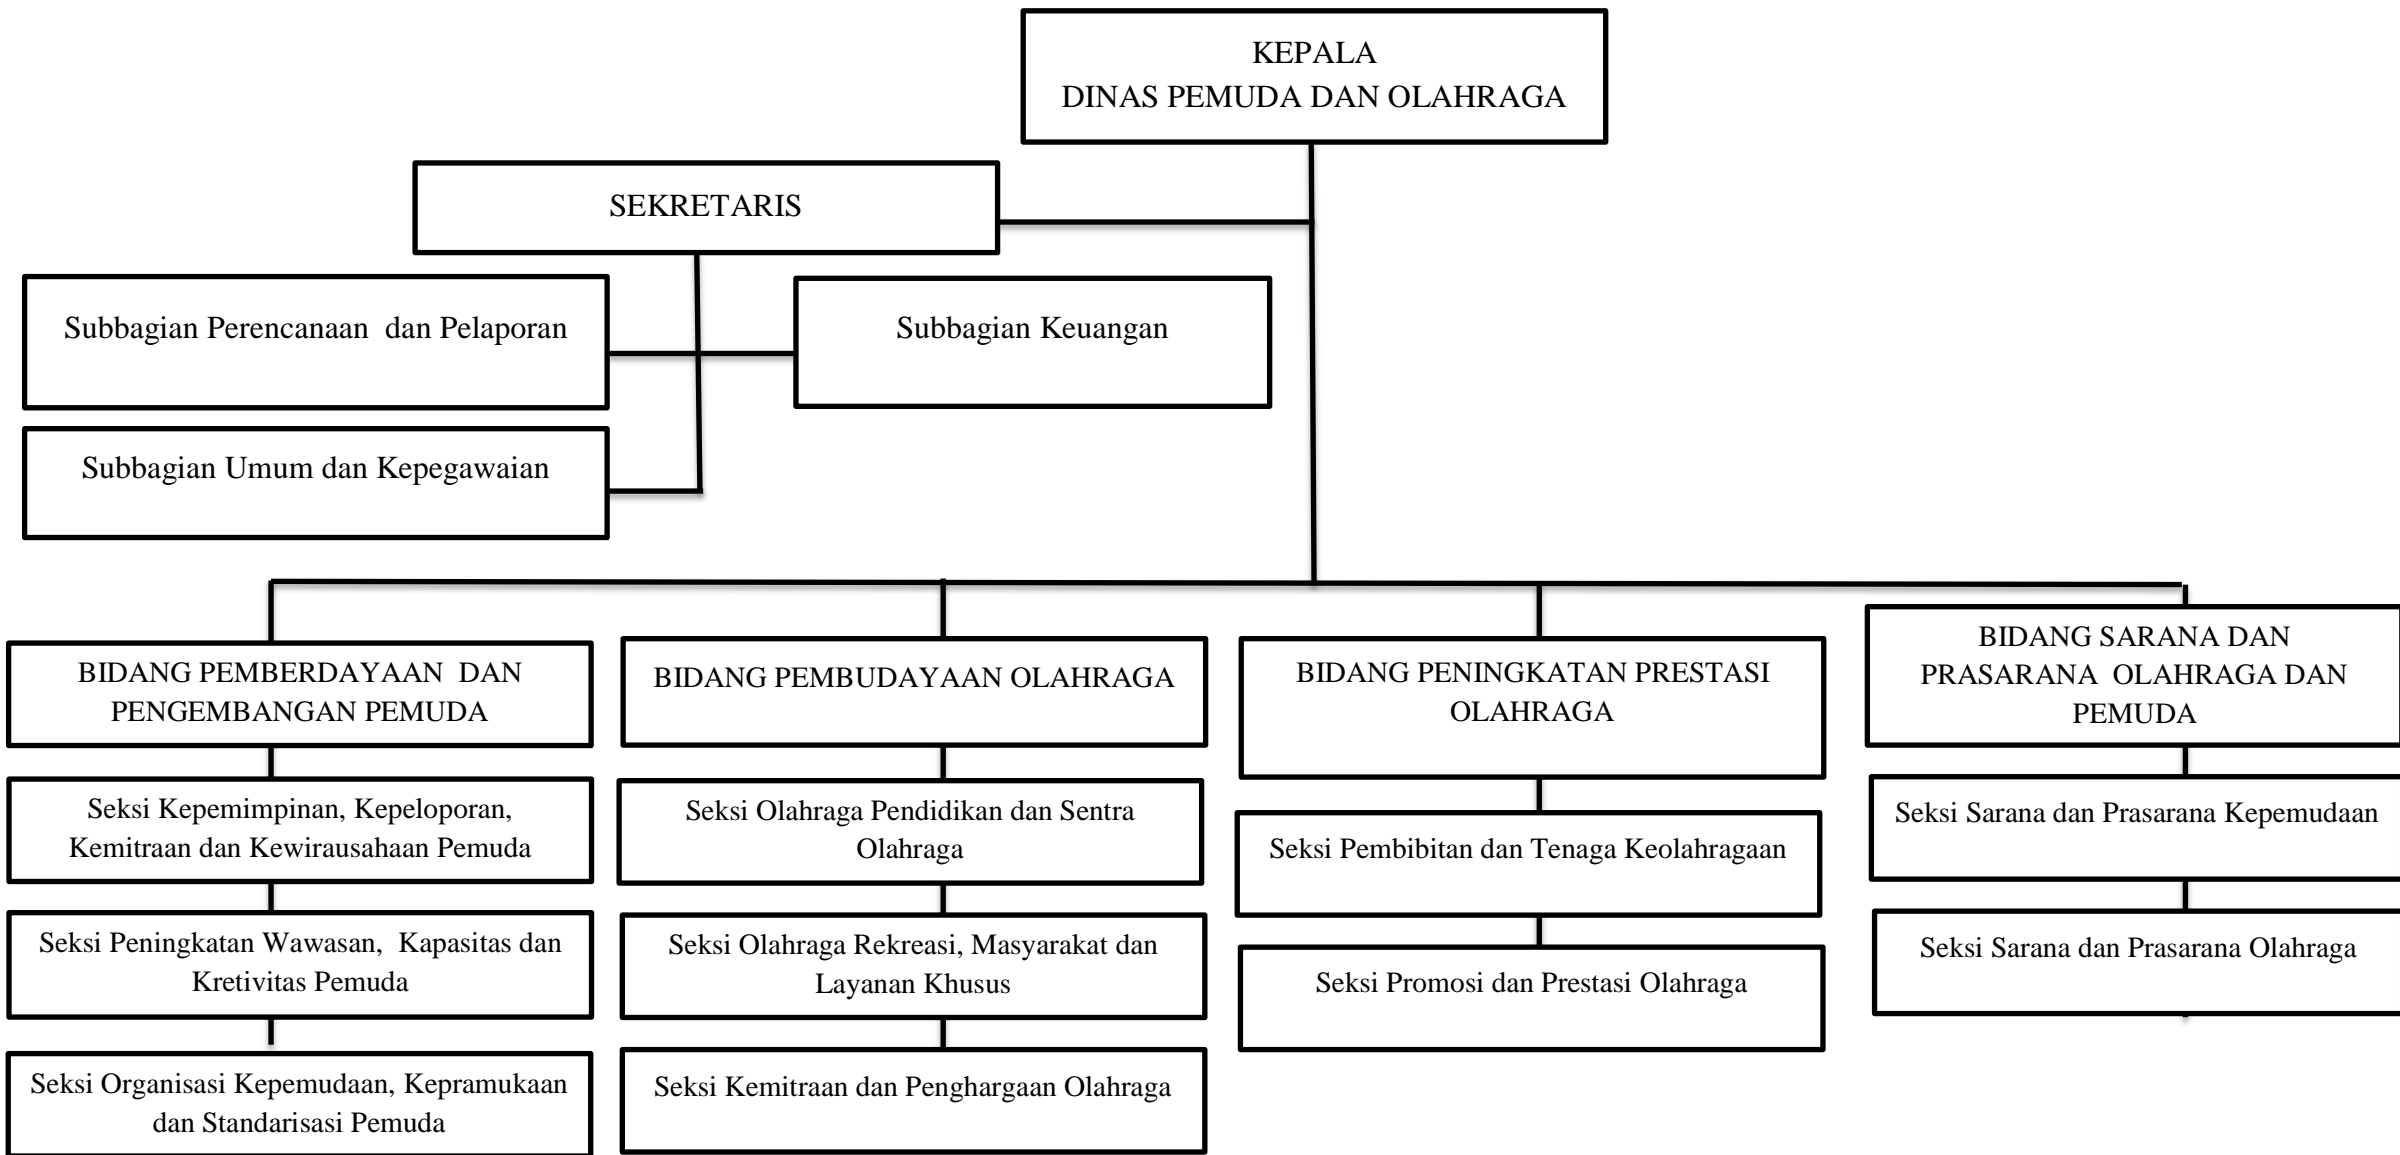 KEPALA
DINAS PEMUDA DAN OLAHRAGA
SEKRETARIS
Subbagian Perencanaan  dan Pelaporan
Subbagian Keuangan
Subbagian Umum dan Kepegawaian
BIDANG PEMBERDAYAAN  DAN
PENGEMBANGAN PEMUDA
Seksi Kepemimpinan, Kepeloporan,
Kemitraan dan Kewirausahaan Pemuda
Seksi Peningkatan Wawasan,  Kapasitas dan
Kretivitas Pemuda
Seksi Organisasi Kepemudaan, Kepramukaan
dan Standarisasi Pemuda
BIDANG PEMBUDAYAAN OLAHRAGA
Seksi Olahraga Pendidikan dan Sentra
Olahraga
Seksi Olahraga Rekreasi, Masyarakat dan
Layanan Khusus
Seksi Kemitraan dan Penghargaan Olahraga
BIDANG PENINGKATAN PRESTASI
OLAHRAGA
Seksi Pembibitan dan Tenaga Keolahragaan
Seksi Promosi dan Prestasi Olahraga
BIDANG SARANA DAN
PRASARANA  OLAHRAGA DAN
PEMUDA
Seksi Sarana dan Prasarana Kepemudaan
Seksi Sarana dan Prasarana Olahraga